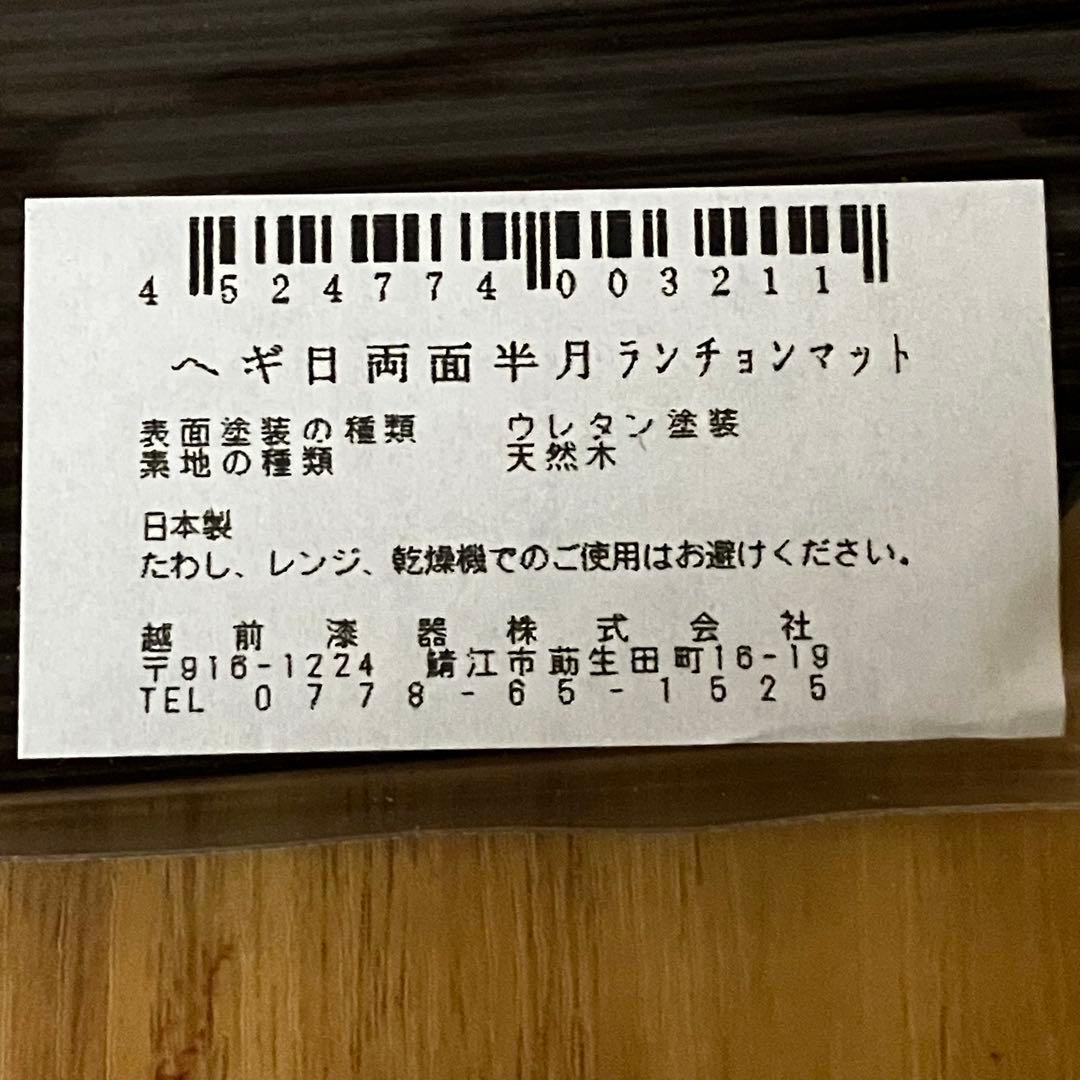 4 524774 003211
ヘギ日両面半月ランチョンマット
表面塗装の種類 ウレタン塗装
素地の種類 天然木
日本製
たわし、レンジ、乾燥機でのご使用はお避けください。
越前漆器株式会社
〒916-1224 鯖江市莇生田町16-19
TEL 0778-65-1525